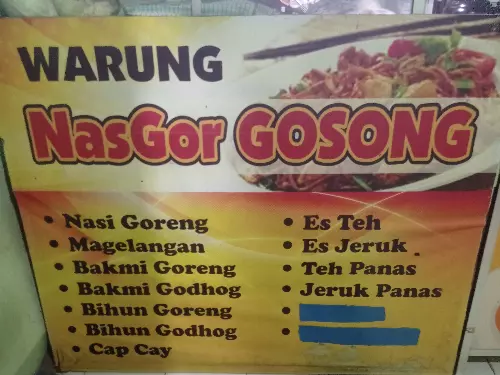 WARUNG
NasGor GOSONG
• Nasi Goreng
• Magelangan
• Bakmi Goreng
• Bakmi Godhog
• Bihun Goreng
• Bihun Godhog
• Cap Cay
• Es Teh
• Es Jeruk
• Teh Panas
• Jeruk Panas